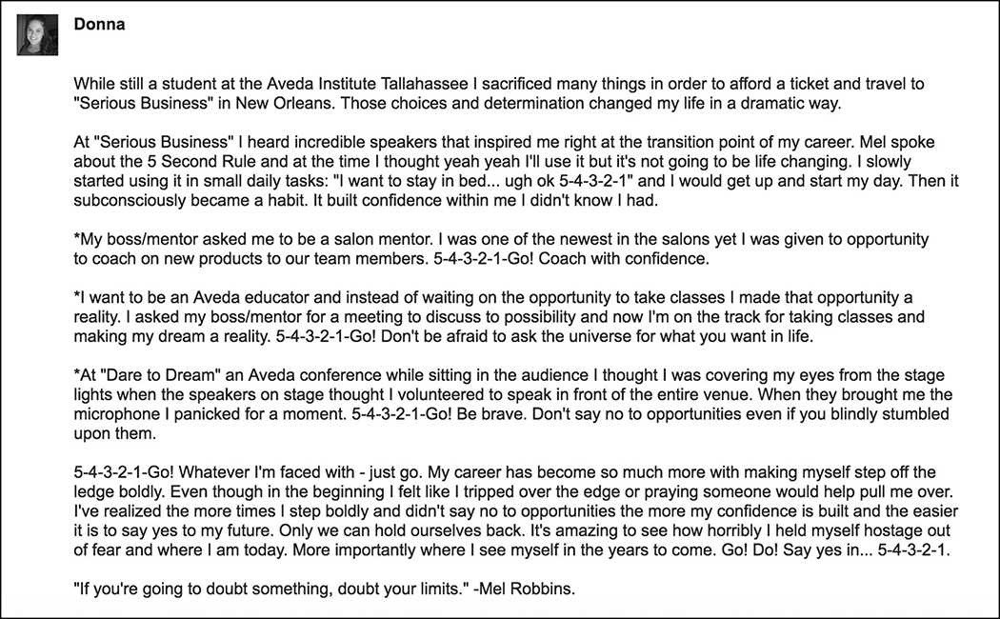 Donna
While still a student at the Aveda Institute Tallahassee I sacrificed many things in order to afford a ticket and travel to
"Serious Business" in New Orleans. Those choices and determination changed my life in a dramatic way.
At "Serious Business" I heard incredible speakers that inspired me right at the transition point of my career. Mel spoke
about the 5 Second Rule and at the time I thought yeah yeah I'll use it but it's not going to be life changing. I slowly
started using it in small daily tasks: "I want to stay in bed... ugh ok 5-4-3-2-1" and I would get up and start my day. Then it
subconsciously became a habit. It built confidence within me I didn't know I had.
*My boss/mentor asked me to be a salon mentor. I was one of the newest in the salons yet I was given to opportunity
to coach on new products to our team members. 5-4-3-2-1-Go! Coach with confidence.
*I want to be an Aveda educator and instead of waiting on the opportunity to take classes I made that opportunity a
reality. I asked my boss/mentor for a meeting to discuss to possibility and now I'm on the track for taking classes and
making my dream a reality. 5-4-3-2-1-Go! Don't be afraid to ask the universe for what you want in life.
*At "Dare to Dream" an Aveda conference while sitting in the audience I thought I was covering my eyes from the stage
lights when the speakers on stage thought I volunteered to speak in front of the entire venue. When they brought me the
microphone I panicked for a moment. 5-4-3-2-1-Go! Be brave. Don't say no to opportunities even if you blindly stumbled
upon them.
5-4-3-2-1-Go! Whatever I'm faced with - just go. My career has become so much more with making myself step off the
ledge boldly. Even though in the beginning I felt like I tripped over the edge or praying someone would help pull me over.
I've realized the more times I step boldly and didn't say no to opportunities the more my confidence is built and the easier
it is to say yes to my future. Only we can hold ourselves back. It's amazing to see how horribly I held myself hostage out
of fear and where I am today. More importantly where I see myself in the years to come. Go! Do! Say yes in... 5-4-3-2-1.
"If you're going to doubt something, doubt your limits." -Mel Robbins.